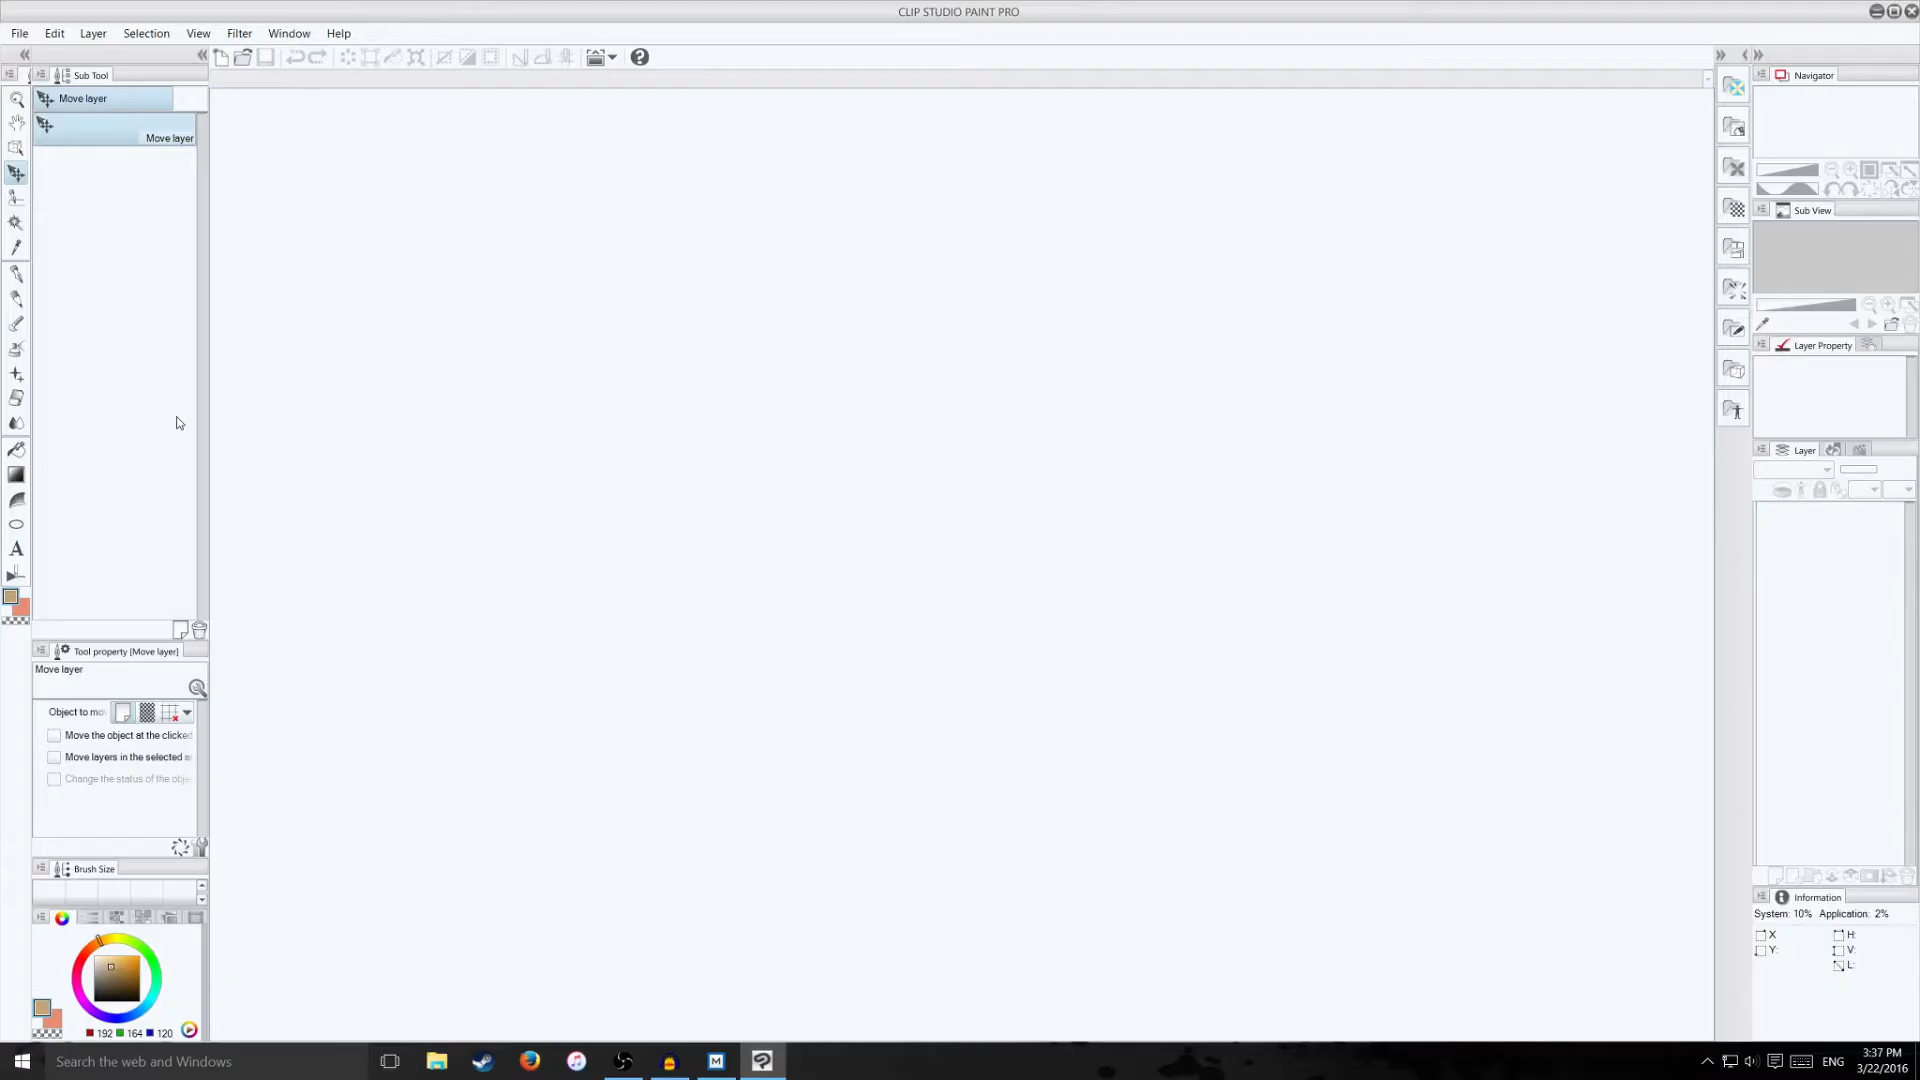 CLIP STUDIO PAINT PRO
File Edit Layer Selection View Filter Window Help
Sub Tool
Move layer
Move layer
Navigator
Sub View
Layer Property
Layer
Tool property [Move layer]
Move layer
Object to mov
Move the object at the clicked
Move layers in the selected a
Change the status of the obje
Brush Size
192 164 120
Information
System: 10% Application: 2%
X H:
Y: V:
L:
Search the web and Windows
ENG
3:37 PM
3/22/2016